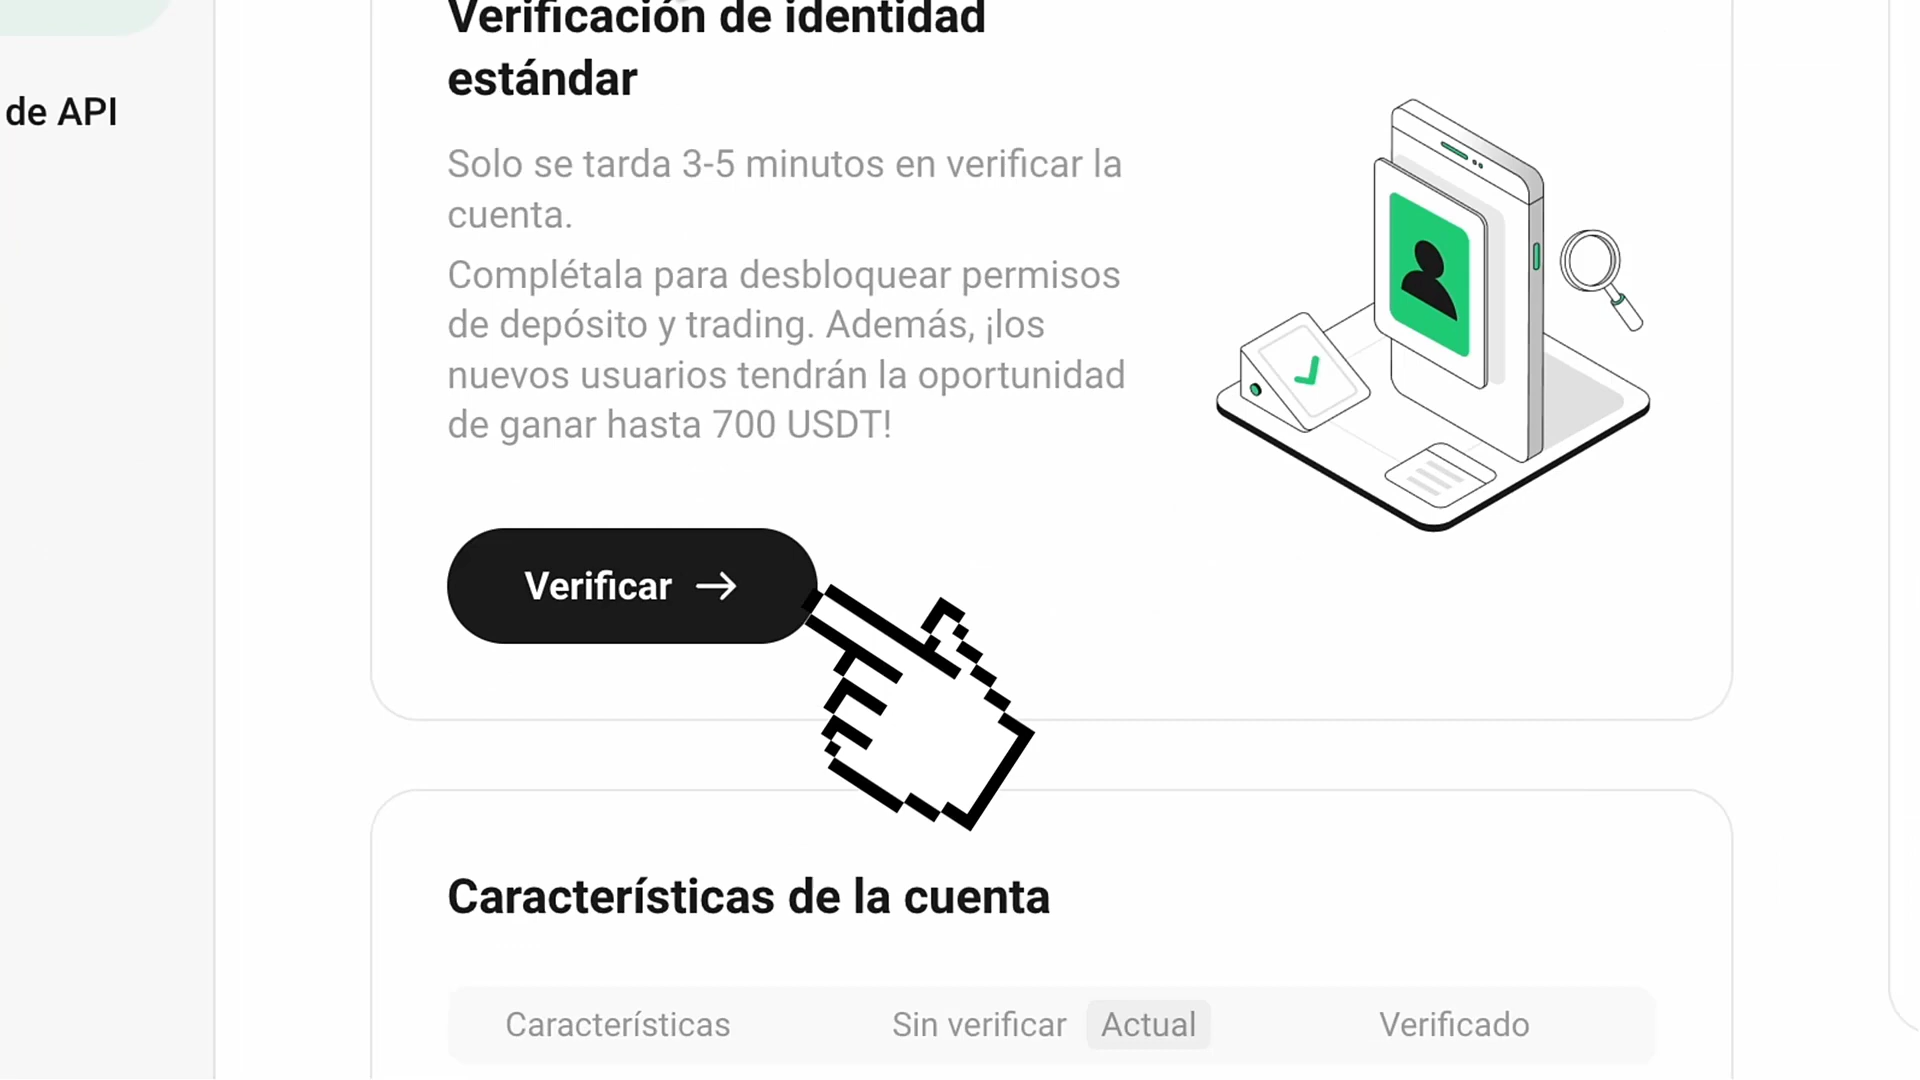 Verificación de identidad
estándar
de API
Solo se tarda 3-5 minutos en verificar la
cuenta.
Complétala para desbloquear permisos
de depósito y trading. Además, ¡los
nuevos usuarios tendrán la oportunidad
de ganar hasta 700 USDT!
Verificar →
Características de la cuenta
Características Sin verificar Actual Verificado